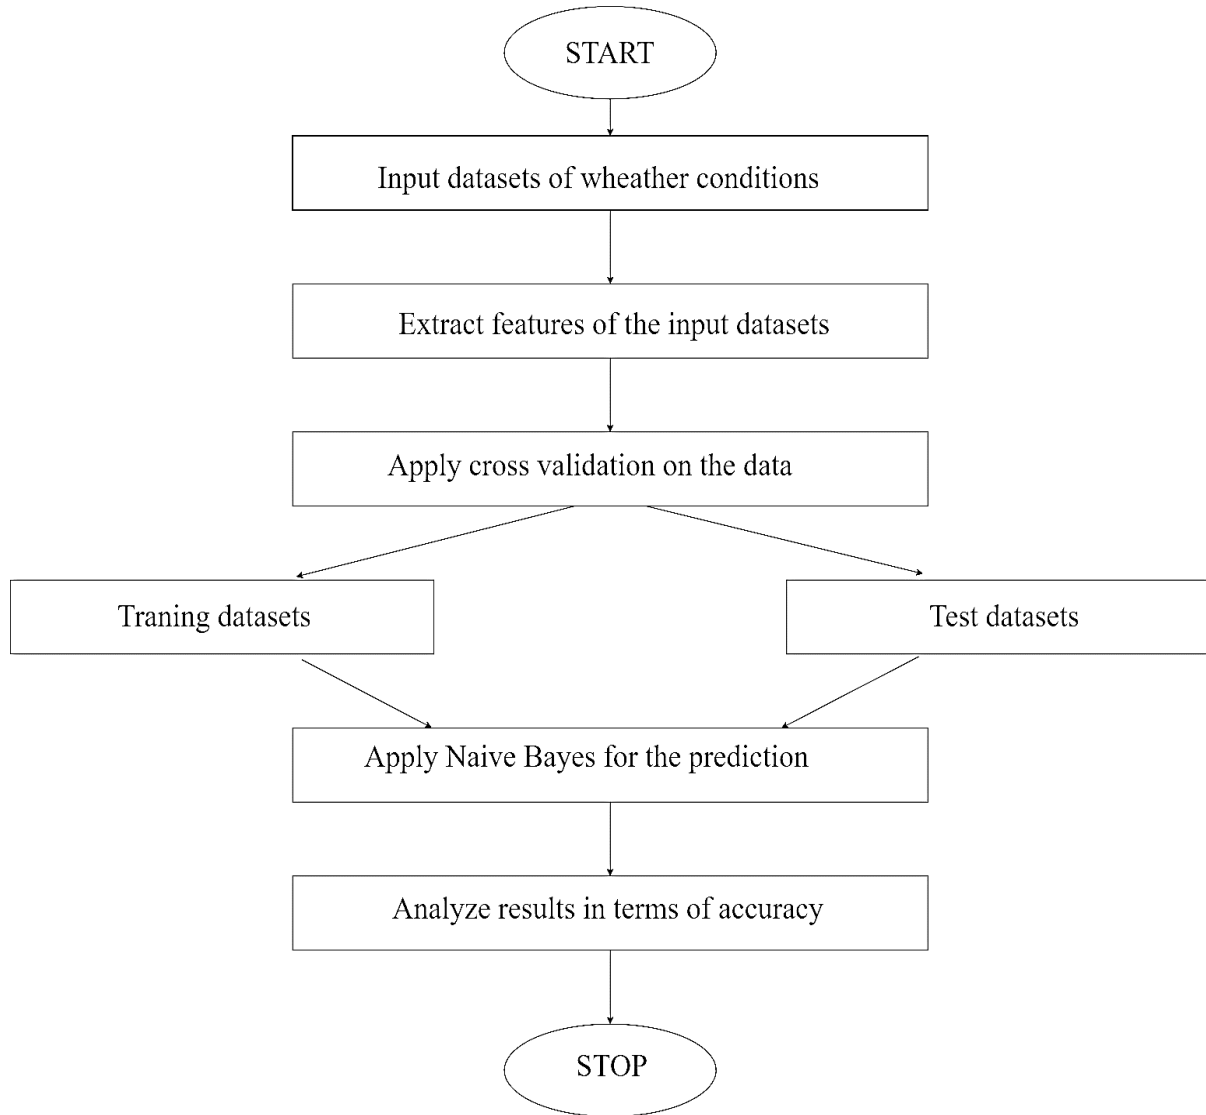 START
Input datasets of wheather conditions
Extract features of the input datasets
Apply cross validation on the data
Traning datasets
Test datasets
Apply Naive Bayes for the prediction
Analyze results in terms of accuracy
STOP